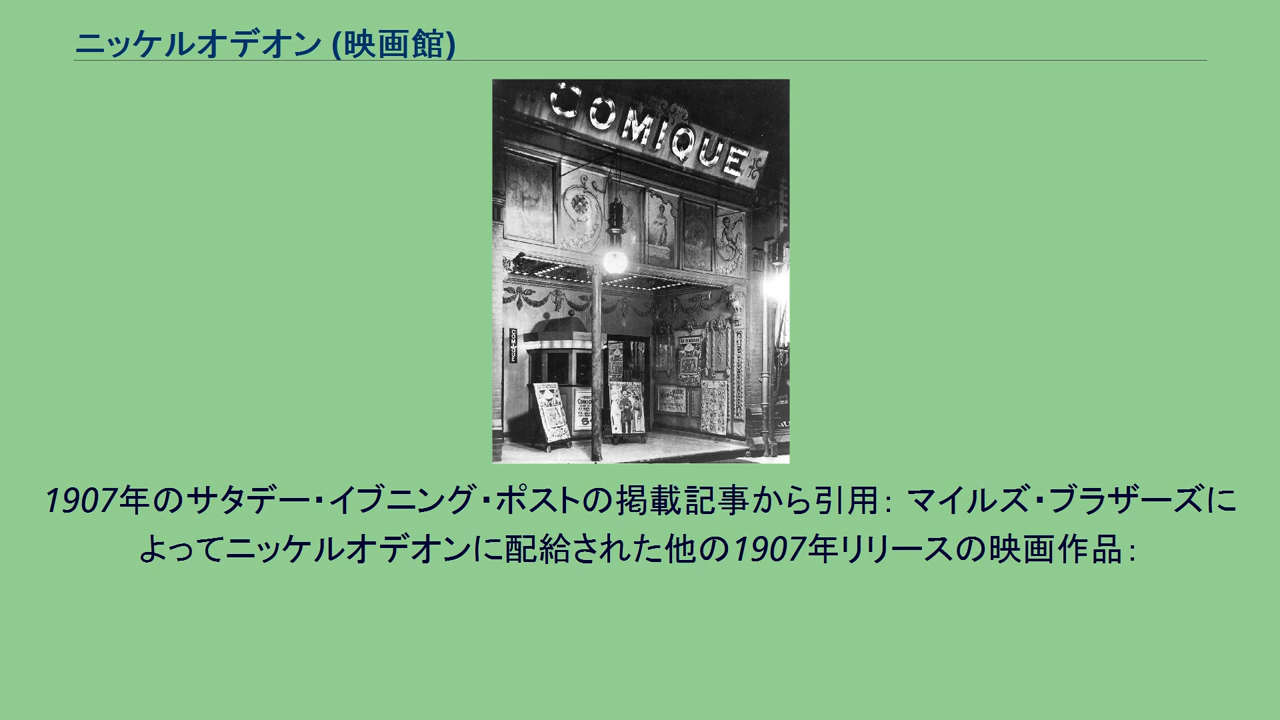 ニッケルオデオン (映画館)
COMIQUE
COMIQUE
1907年のサタデー・イブニング・ポストの掲載記事から引用: マイルズ・ブラザーズに
よってニッケルオデオンに配給された他の1907年リリースの映画作品: